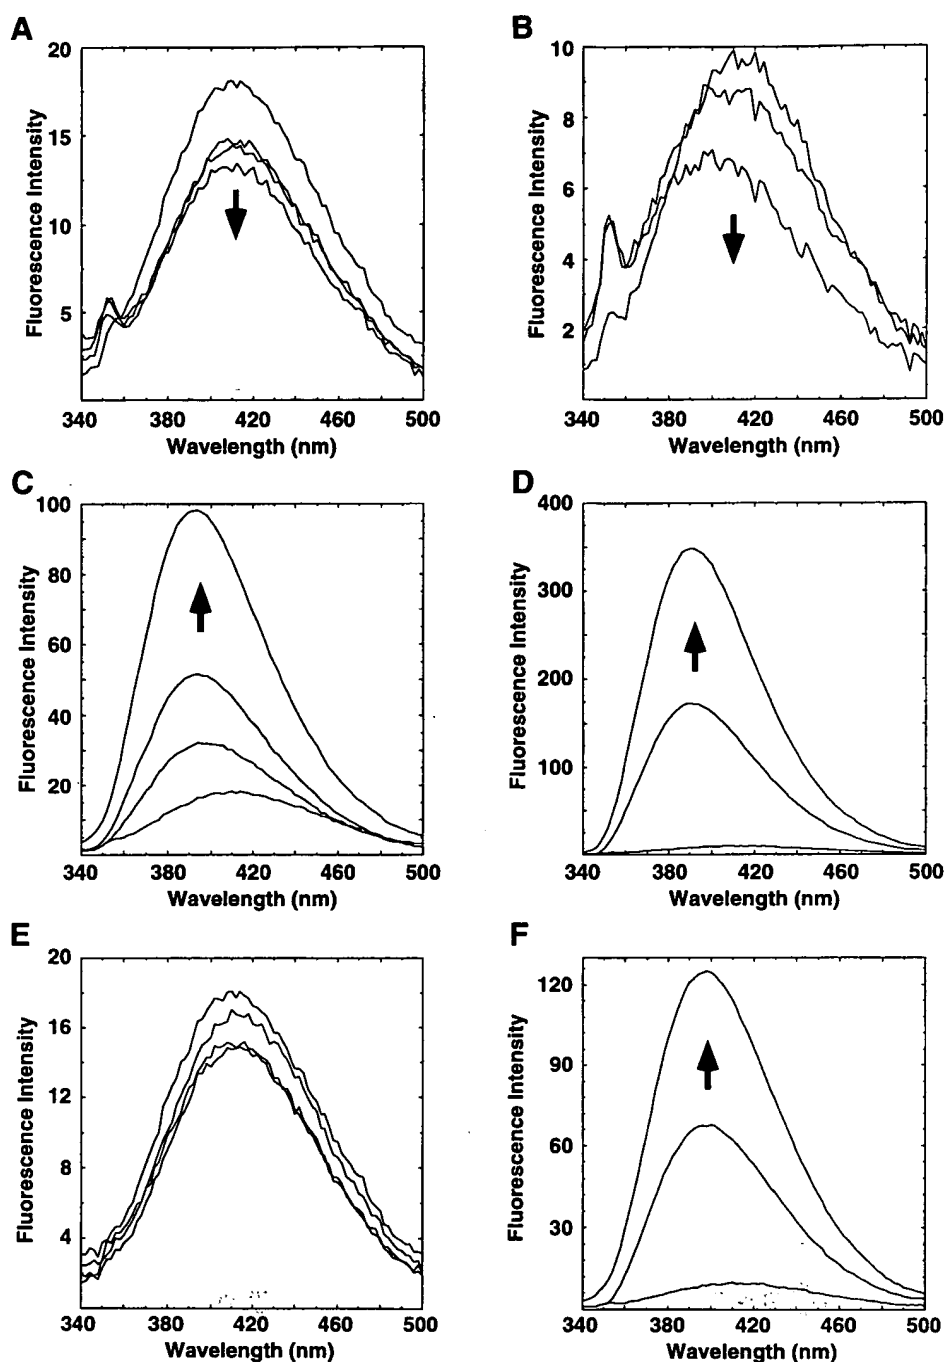 A
Fluorescence Intensity
20
15
10
5
340 380 420 460 500
Wavelength (nm)
B
Fluorescence Intensity
10
8
6
4
2
340 380 420 460 500
Wavelength (nm)
C
Fluorescence Intensity
100
80
60
40
20
340 380 420 460 500
Wavelength (nm)
D
Fluorescence Intensity
400
300
200
100
340 380 420 460 500
Wavelength (nm)
E
Fluorescence Intensity
20
16
12
8
4
340 380 420 460 500
Wavelength (nm)
F
Fluorescence Intensity
120
90
60
30
340 380 420 460 500
Wavelength (nm)